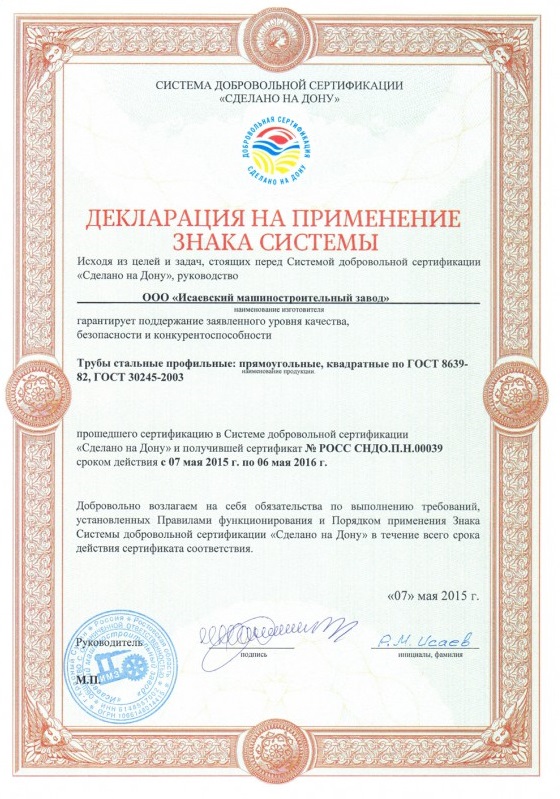 СИСТЕМА ДОБРОВОЛЬНОЙ СЕРТИФИКАЦИИ
«СДЕЛАНО НА ДОНУ»
ДОБРОВОЛЬНАЯ СЕРТИФИКАЦИЯ
СДЕЛАНО НА ДОНУ
ДЕКЛАРАЦИЯ НА ПРИМЕНЕНИЕ
ЗНАКА СИСТЕМЫ
Исходя из целей и задач, стоящих перед Системой добровольной сертификации
«Сделано на Дону», руководство
ООО «Исаевский машиностроительный завод»
наименование изготовителя
гарантирует поддержание заявленного уровня качества,
безопасности и конкурентоспособности
Трубы стальные профильные: прямоугольные, квадратные по ГОСТ 8639-
82, ГОСТ 30245-2003
наименование продукции
прошедшего сертификацию в Системе добровольной сертификации
«Сделано на Дону» и получившей сертификат № РОСС СНДО.П.Н.00039
сроком действия с 07 мая 2015 г. по 06 мая 2016 г.
Добровольно возлагаем на себя обязательства по выполнению требований,
установленных Правилами функционирования и Порядком применения Знака
Системы добровольной сертификации «Сделано на Дону» в течение всего срока
действия сертификата соответствия.
«07» мая 2015 г.
Руководитель
А.М. Исаев
подпись
инициалы, фамилия
М.П.
ИМЗ